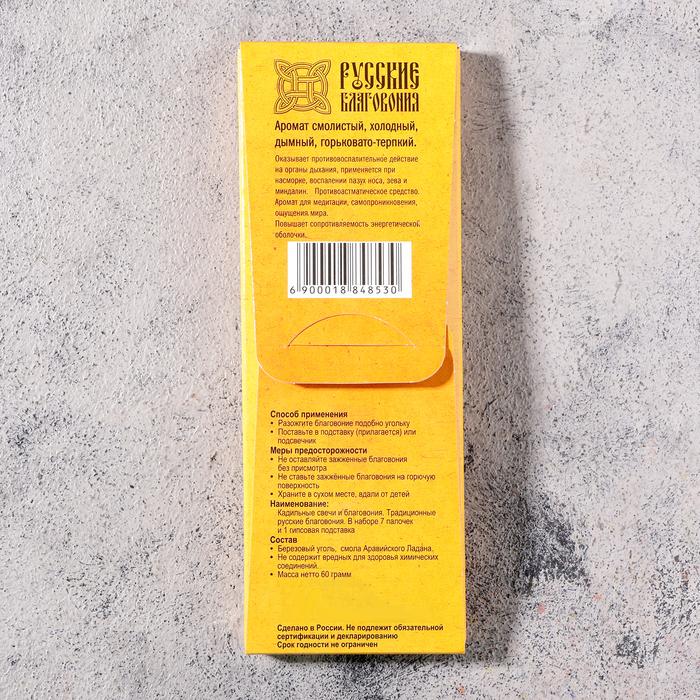 РУССКИЕ
БЛАГОВОНИЯ
Аромат смолистый, холодный,
дымный, горьковато-терпкий.
Оказывает противовоспалительное действие
на органы дыхания, применяется при
насморке, воспалении пазух носа, зева и
миндалин. Противоастматическое средство.
Аромат для медитации, самопроникновения,
ощущения мира.
Повышает сопротивляемость энергетической
оболочки.
6 900018 848530
Способ применения
• Разожгите благовоние подобно угольку
• Поставьте в подставку (прилагается) или
подсвечник
Меры предосторожности
• Не оставляйте зажженные благовония
без присмотра
• Не ставьте зажжённые благовония на горючую
поверхность
• Храните в сухом месте, вдали от детей
Наименование:
Кадильные свечи и благовония. Традиционные
русские благовония. В наборе 7 палочек
и 1 гипсовая подставка
Состав
• Березовый уголь, смола Аравийского Ладана.
• Не содержит вредных для здоровья химических
соединений.
• Масса нетто 60 грамм
Сделано в России. Не подлежит обязательной
сертификации и декларированию
Срок годности не ограничен